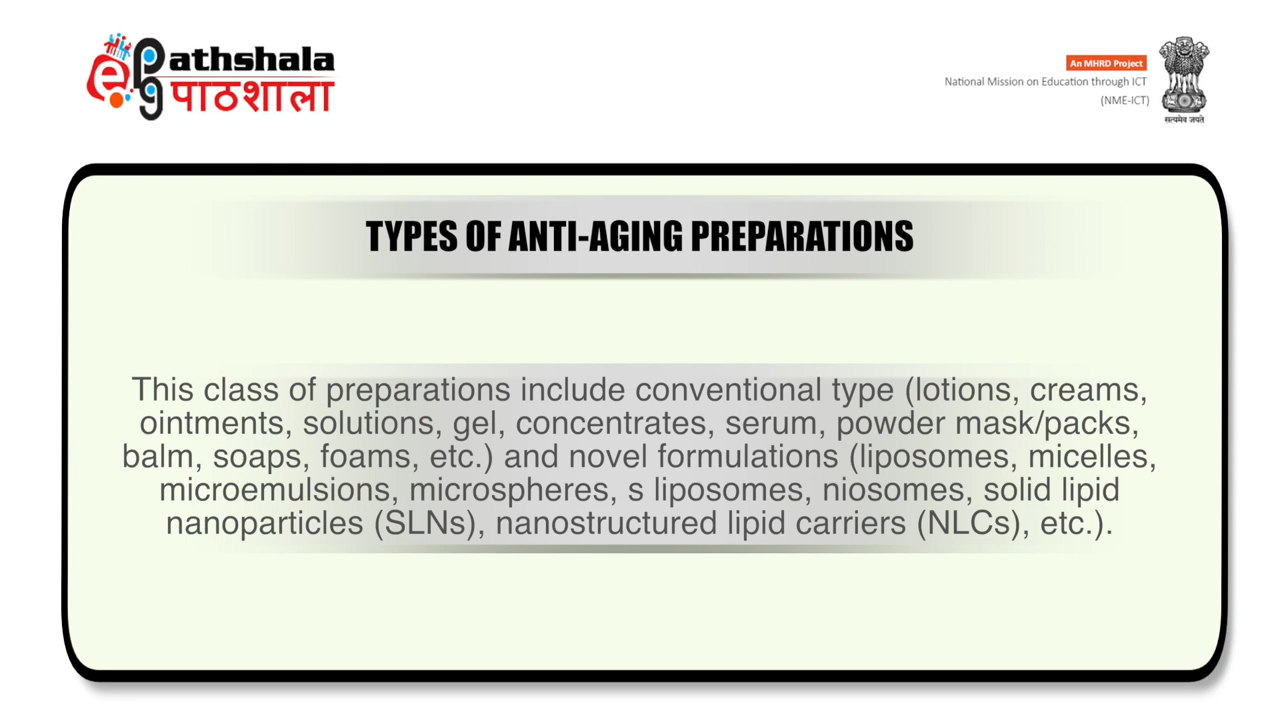 e pg athshala
पाठशाला
An MHRD Project
National Mission on Education through ICT
(NME-ICT)
सत्यमेव जयते
TYPES OF ANTI-AGING PREPARATIONS
This class of preparations include conventional type (lotions, creams,
ointments, solutions, gel, concentrates, serum, powder mask/packs,
balm, soaps, foams, etc.) and novel formulations (liposomes, micelles,
microemulsions, microspheres, s liposomes, niosomes, solid lipid
nanoparticles (SLNs), nanostructured lipid carriers (NLCs), etc.).